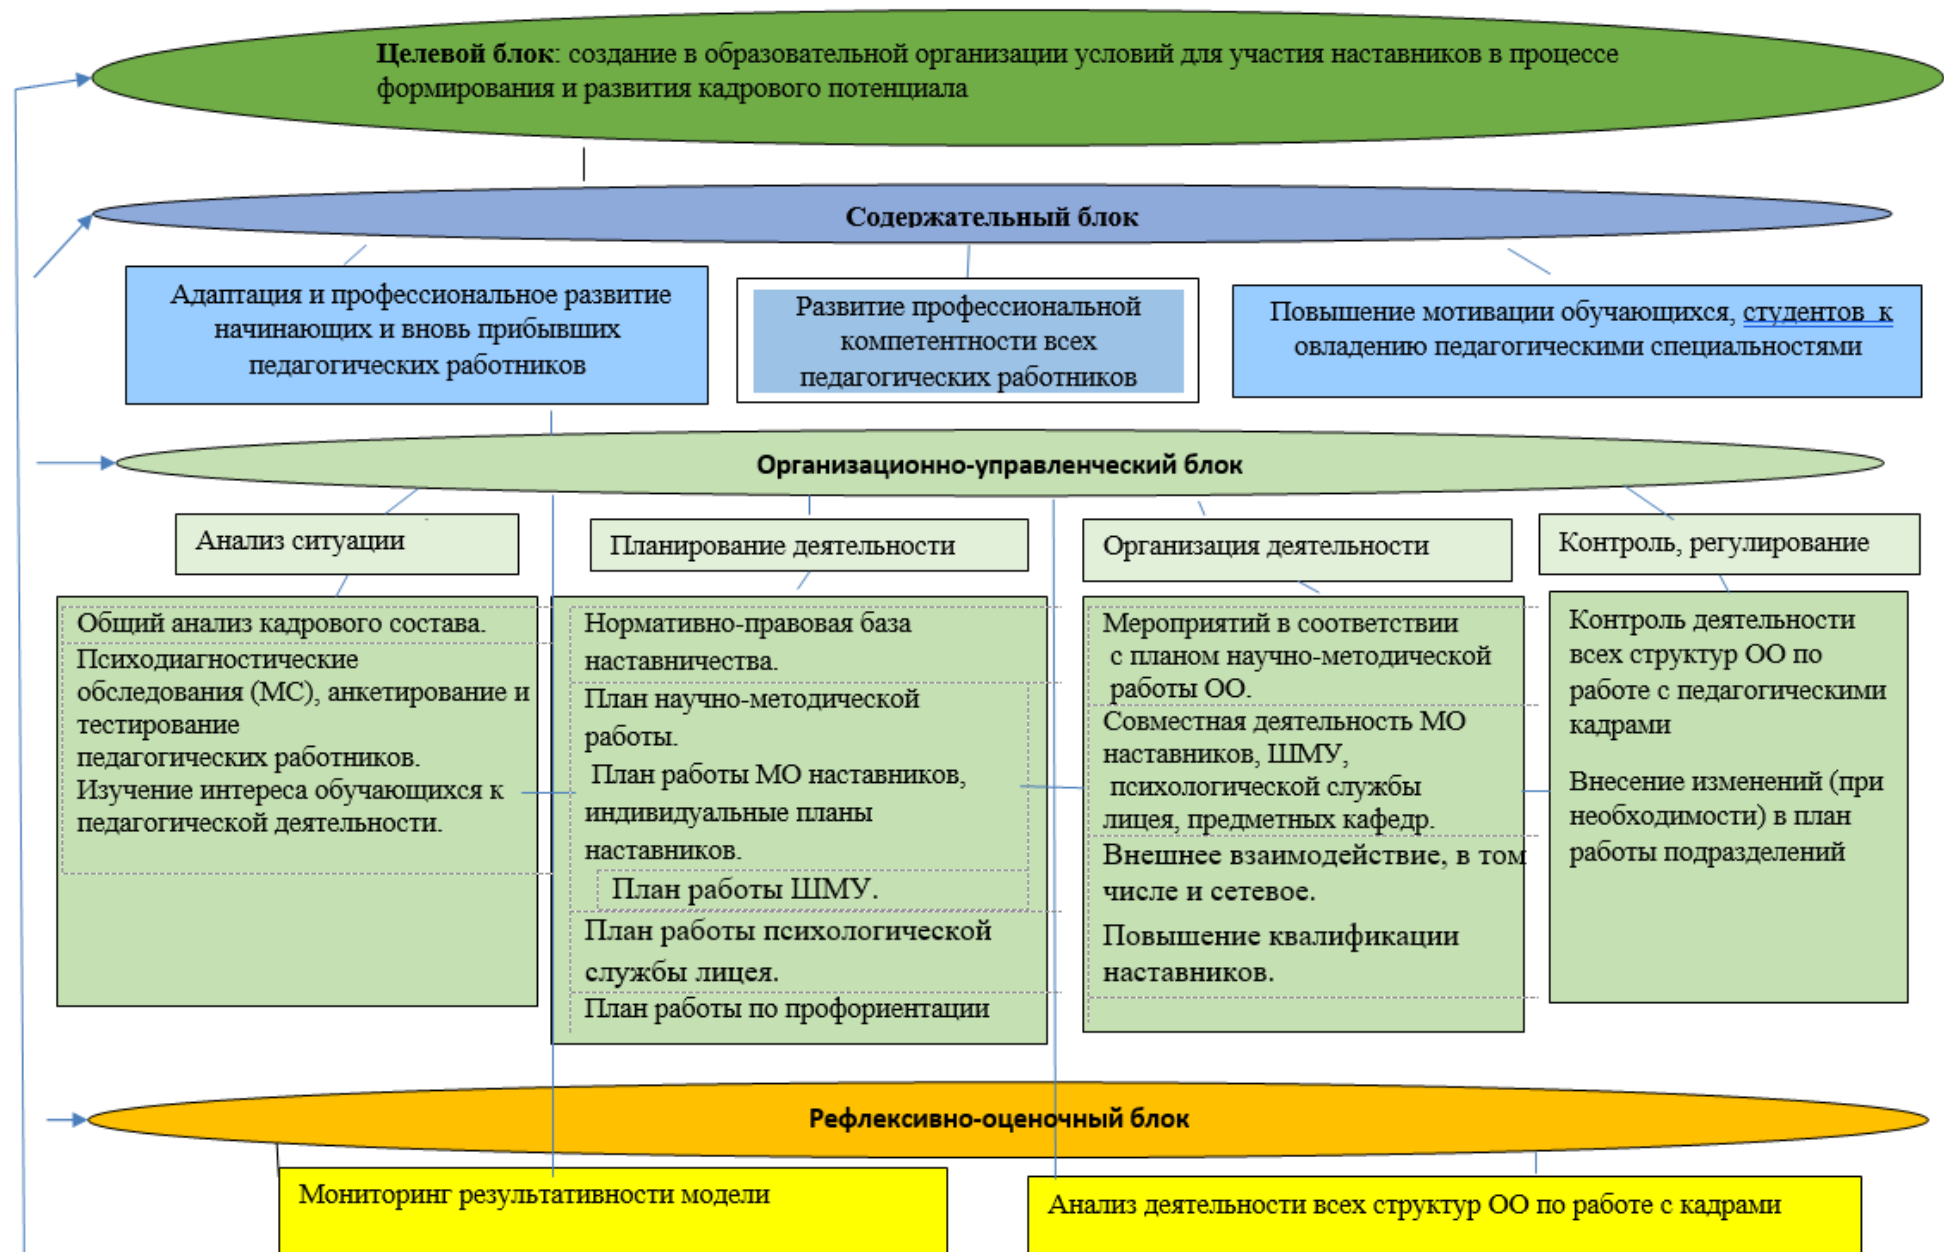 Целевой блок: создание в образовательной организации условий для участия наставников в процессе
формирования и развития кадрового потенциала
Содержательный блок
Адаптация и профессиональное развитие
начинающих и вновь прибывших
педагогических работников
Развитие профессиональной
компетентности всех
педагогических работников
Повышение мотивации обучающихся, студентов к
овладению педагогическими специальностями
Организационно-управленческий блок
Анализ ситуации
Планирование деятельности
Организация деятельности
Контроль, регулирование
Общий анализ кадрового состава.
Психодиагностические
обследования (МС), анкетирование и
тестирование
педагогических работников.
Изучение интереса обучающихся к
педагогической деятельности.
Нормативно-правовая база
наставничества.
План научно-методической
работы.
План работы МО наставников,
индивидуальные планы
наставников.
План работы ШМУ.
План работы психологической
службы лицея.
План работы по профориентации
Мероприятий в соответствии
с планом научно-методической
работы ОО.
Совместная деятельность МО
наставников, ШМУ,
психологической службы
лицея, предметных кафедр.
Внешнее взаимодействие, в том
числе и сетевое.
Повышение квалификации
наставников.
Контроль деятельности
всех структур ОО по
работе с педагогическими
кадрами
Внесение изменений (при
необходимости) в план
работы подразделений
Рефлексивно-оценочный блок
Мониторинг результативности модели
Анализ деятельности всех структур ОО по работе с кадрами